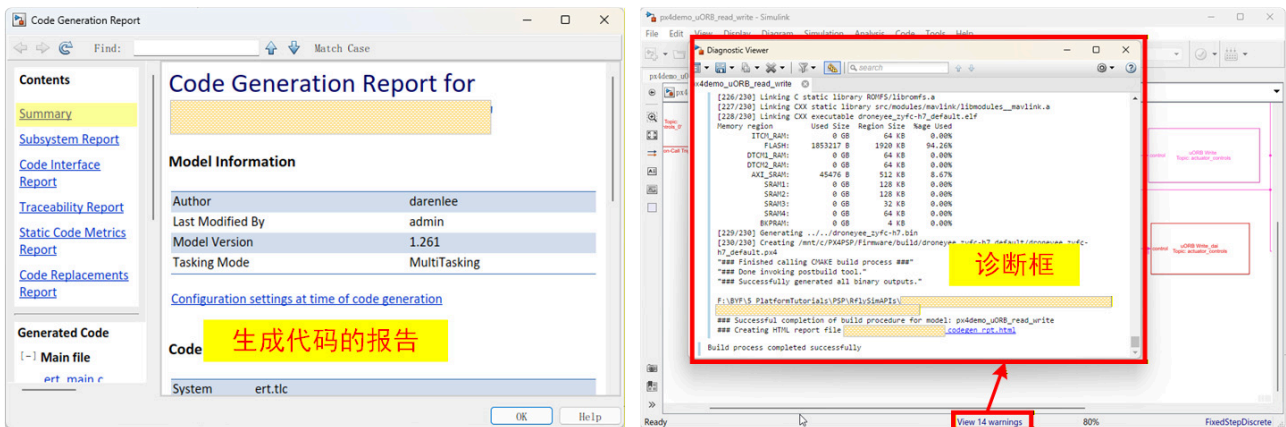 Code Generation Report
Find:
Match Case
Contents
Summary
Subsystem Report
Code Interface
Report
Traceability Report
Static Code Metrics
Report
Code Replacements
Report
Generated Code
[-] Main file
ert_main.c
Code Generation Report for
Model Information
Author darenlee
Last Modified By admin
Model Version 1.261
Tasking Mode MultiTasking
Configuration settings at time of code generation
生成代码的报告
Code
System ert.tlc
OK Help
px4demo_uORB_read_write - Simulink
File Edit View Display Diagram Simulation Analysis Code Tools Help
Diagnostic Viewer
search
px4demo_uORB_read_write
[226/230] Linking C static library ROMFS/libromfs.a
[227/230] Linking CXX static library src/modules/mavlink/libmodules__mavlink.a
[228/230] Linking CXX executable droneyee_zyfc-h7_default.elf
Memory region Used Size Region Size %age Used
ITCM_RAM: 0 GB 64 KB 0.00%
FLASH: 1853217 B 1920 KB 94.26%
DTCM1_RAM: 0 GB 64 KB 0.00%
DTCM2_RAM: 0 GB 64 KB 0.00%
AXI_SRAM: 45476 B 512 KB 8.67%
SRAM1: 0 GB 128 KB 0.00%
SRAM2: 0 GB 128 KB 0.00%
SRAM3: 0 GB 32 KB 0.00%
SRAM4: 0 GB 64 KB 0.00%
BKPRAM: 0 GB 4 KB 0.00%
[229/230] Generating ../../droneyee_zyfc-h7.bin
[230/230] Creating /mnt/c/PX4PSP/Firmware/build/droneyee_zyfc-h7_default/droneyee_zyfc-
h7_default.px4
"### Finished calling CMAKE build process ###"
"### Done invoking postbuild tool."
"### Successfully generated all binary outputs."
诊断框
F:\BYF\5_PlatformTutorials\PSP\RflySimAPIs\
### Successful completion of build procedure for model: px4demo_uORB_read_write
### Creating HTML report file codegen_rpt.html
Build process completed successfully
uORB Write
Topic: actuator_controls
uORB Write_dai
Topic: actuator_controls
Ready
View 14 warnings
80%
FixedStepDiscrete